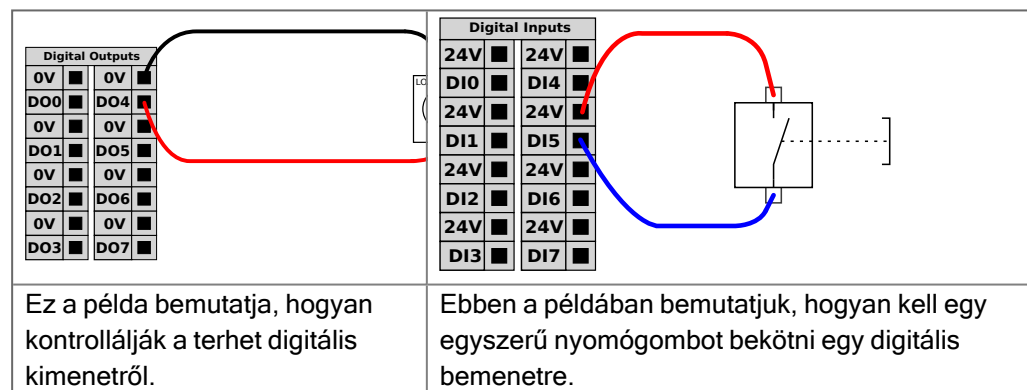 Digital Outputs
0V 0V
DO0 DO4
0V 0V
DO1 DO5
0V 0V
DO2 DO6
0V 0V
DO3 DO7
LO
Digital Inputs
24V 24V
DI0 DI4
24V 24V
DI1 DI5
24V 24V
DI2 DI6
24V 24V
DI3 DI7
Ez a példa bemutatja, hogyan
kontrollálják a terhet digitális
kimenetről.
Ebben a példában bemutatjuk, hogyan kell egy
egyszerű nyomógombot bekötni egy digitális
bemenetre.